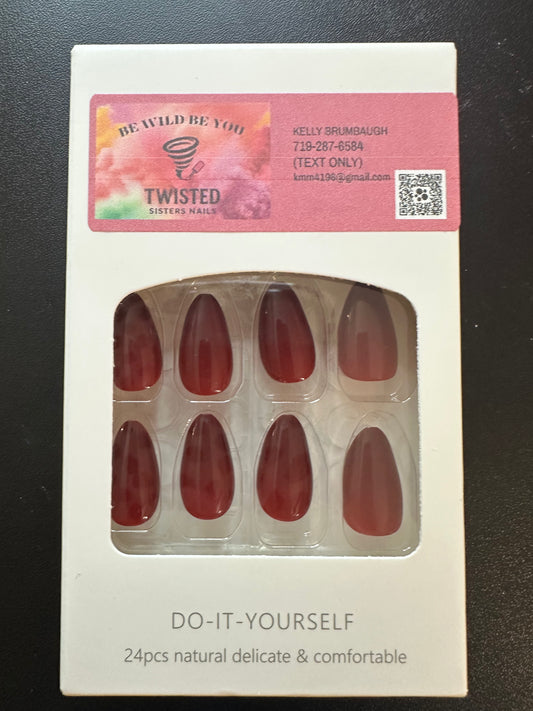 BE WILD BE YOU
TWISTED
SISTERS NAILS
KELLY BRUMBAUGH
719-287-6584
(TEXT ONLY)
kmm4198@gmail.com
DO-IT-YOURSELF
24pcs natural delicate & comfortable